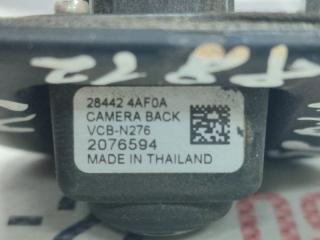 28442 4AF0A
CAMERA BACK
VCB-N276
2076594
MADE IN THAILAND